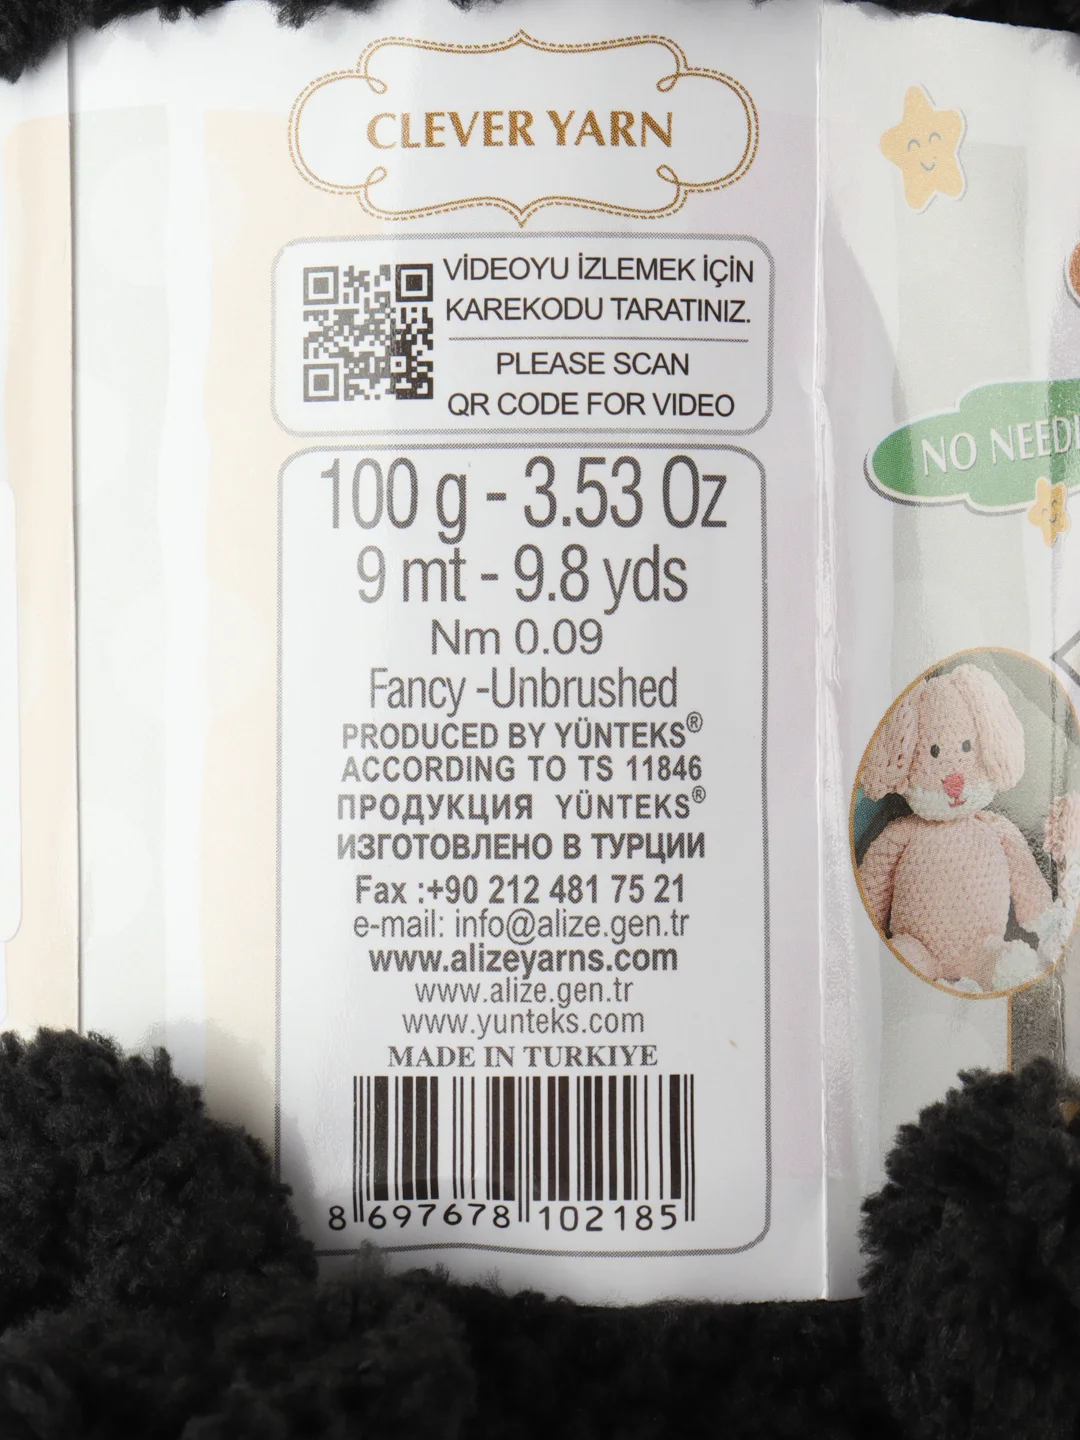 CLEVER YARN
VİDEOYU İZLEMEK İÇİN
KAREKODU TARATINIZ.
PLEASE SCAN
QR CODE FOR VIDEO
100 g - 3.53 Oz
9 mt - 9.8 yds
Nm 0.09
Fancy -Unbrushed
PRODUCED BY YÜNTEKS®
ACCORDING TO TS 11846
ПРОДУКЦИЯ YÜNTEKS®
ИЗГОТОВЛЕНО В ТУРЦИИ
Fax :+90 212 481 75 21
e-mail: info@alize.gen.tr
www.alizeyarns.com
www.alize.gen.tr
www.yunteks.com
MADE IN TURKIYE
8 697678 102185
NO